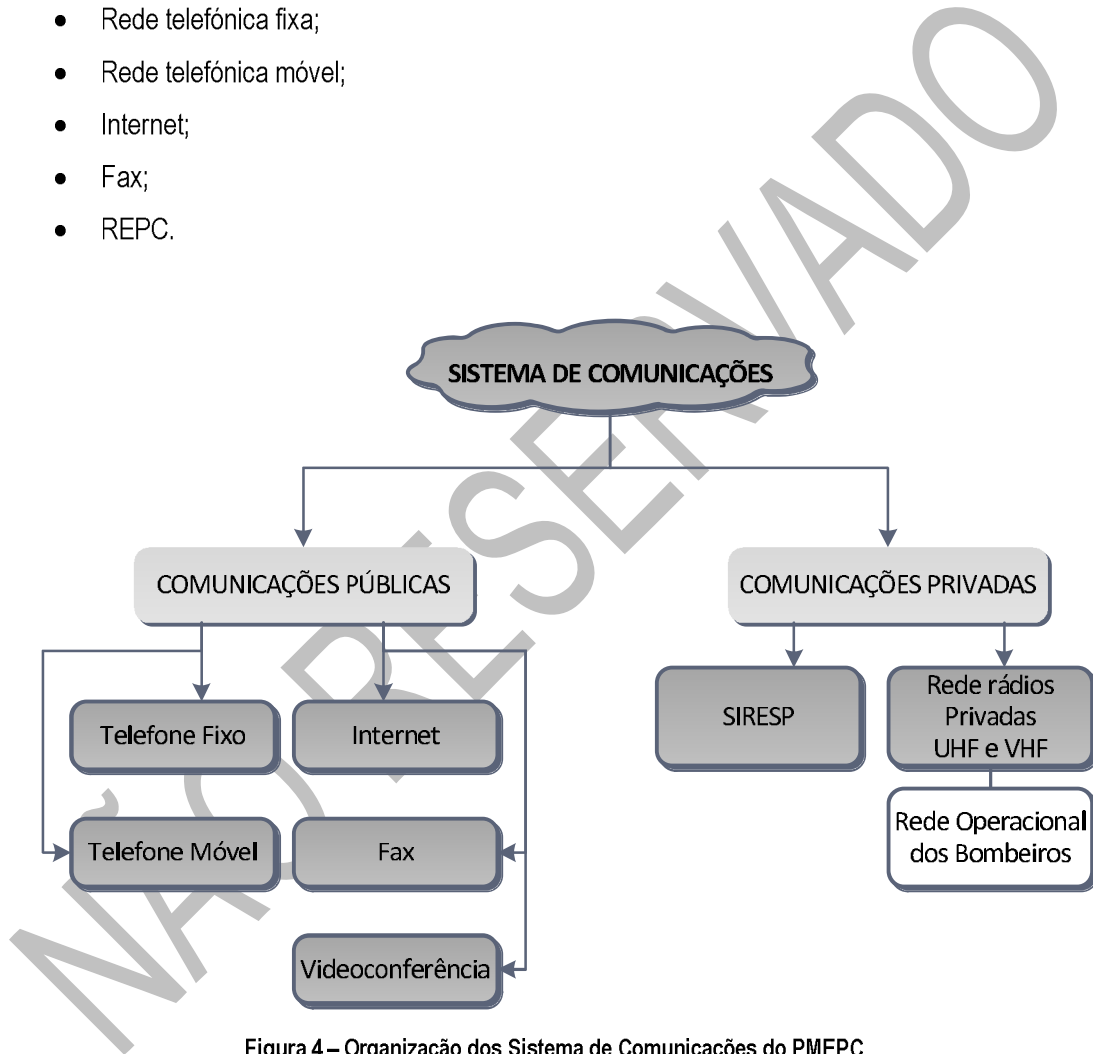 • Rede telefónica fixa;
• Rede telefónica móvel;
• Internet;
• Fax;
• REPC.
NÃO RESERVADO
SISTEMA DE COMUNICAÇÕES
COMUNICAÇÕES PÚBLICAS
COMUNICAÇÕES PRIVADAS
Telefone Fixo
Internet
SIRESP
Rede rádios
Privadas
UHF e VHF
Telefone Móvel
Fax
Rede Operacional
dos Bombeiros
Videoconferência
Figura 4 – Organização dos Sistema de Comunicações do PMEPC